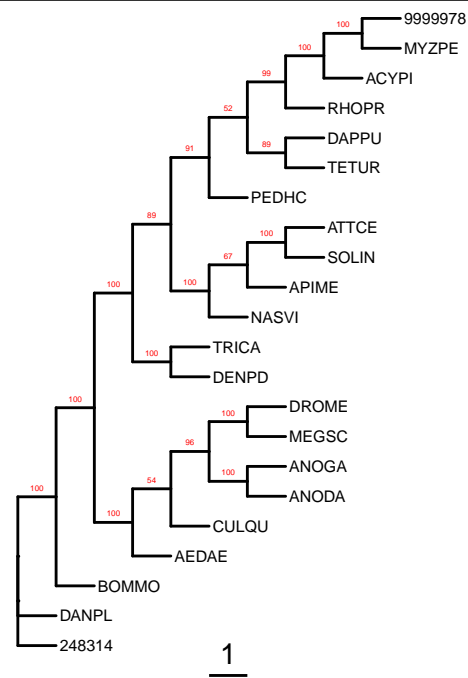 9999978
100
MYZPE
100
ACYPI
99
RHOPR
52
DAPPU
89
TETUR
91
PEDHC
89
ATTCE
100
SOLIN
67
APIME
100
NASVI
100
TRICA
100
DENPD
100
DROME
100
MEGSC
96
ANOGA
100
ANODA
54
CULQU
100
AEDAE
100
BOMMO
DANPL
248314
1